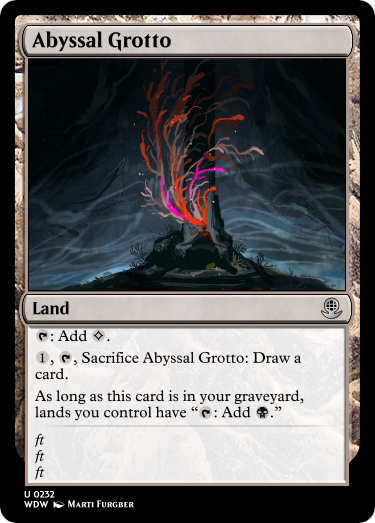 Abyssal Grotto
Land
: Add .
1, , Sacrifice Abyssal Grotto: Draw a
card.
As long as this card is in your graveyard,
lands you control have “: Add .”
ft
ft
ft
U 0232
WDW Marti Furgber